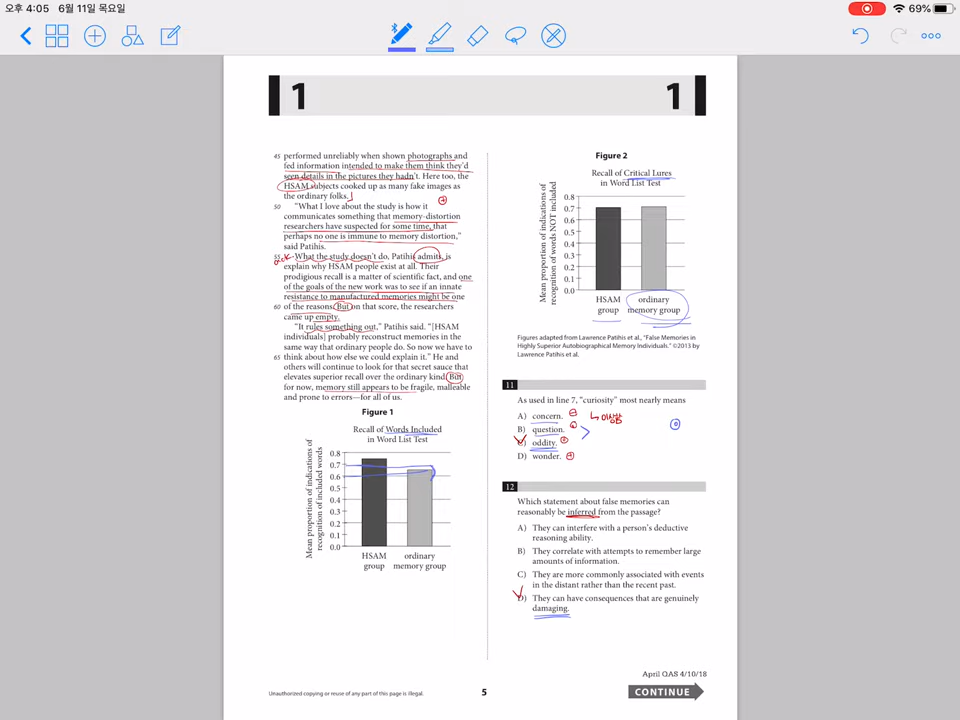 오후 4:05 6월 11일 목요일
69%
1
1
45 performed unreliably when shown photographs and
fed information intended to make them think they'd
seen details in the pictures they hadn't. Here too, the
HSAM subjects cooked up as many fake images as
the ordinary folks.
50 "What I love about the study is how it
communicates something that memory-distortion
researchers have suspected for some time, that
perhaps no one is immune to memory distortion,"
said Patihis.
55 What the study doesn't do, Patihis admits, is
explain why HSAM people exist at all. Their
prodigious recall is a matter of scientific fact, and one
of the goals of the new work was to see if an innate
resistance to manufactured memories might be one
60 of the reasons. But on that score, the researchers
came up empty.
"It rules something out," Patihis said. "[HSAM
individuals] probably reconstruct memories in the
same way that ordinary people do. So now we have to
65 think about how else we could explain it." He and
others will continue to look for that secret sauce that
elevates superior recall over the ordinary kind. But
for now, memory still appears to be fragile, malleable
and prone to errors—for all of us.
Figure 1
Recall of Words Included
in Word List Test
Mean proportion of indications of
recognition of included words
0.8
0.7
0.6
0.5
0.4
0.3
0.2
0.1
0.0
HSAM ordinary
group memory group
Figure 2
Recall of Critical Lures
in Word List Test
Mean proportion of indications of
recognition of words NOT included
0.8
0.7
0.6
0.5
0.4
0.3
0.2
0.1
0.0
HSAM ordinary
group memory group
Figures adapted from Lawrence Patihis et al., "False Memories in
Highly Superior Autobiographical Memory Individuals." ©2013 by
Lawrence Patihis et al.
11
As used in line 7, "curiosity" most nearly means
A) concern. 이상함
B) question.
C) oddity.
D) wonder.
12
Which statement about false memories can
reasonably be inferred from the passage?
A) They can interfere with a person's deductive
reasoning ability.
B) They correlate with attempts to remember large
amounts of information.
C) They are more commonly associated with events
in the distant rather than the recent past.
D) They can have consequences that are genuinely
damaging.
April QAS 4/10/18
Unauthorized copying or reuse of any part of this page is illegal. 5 CONTINUE